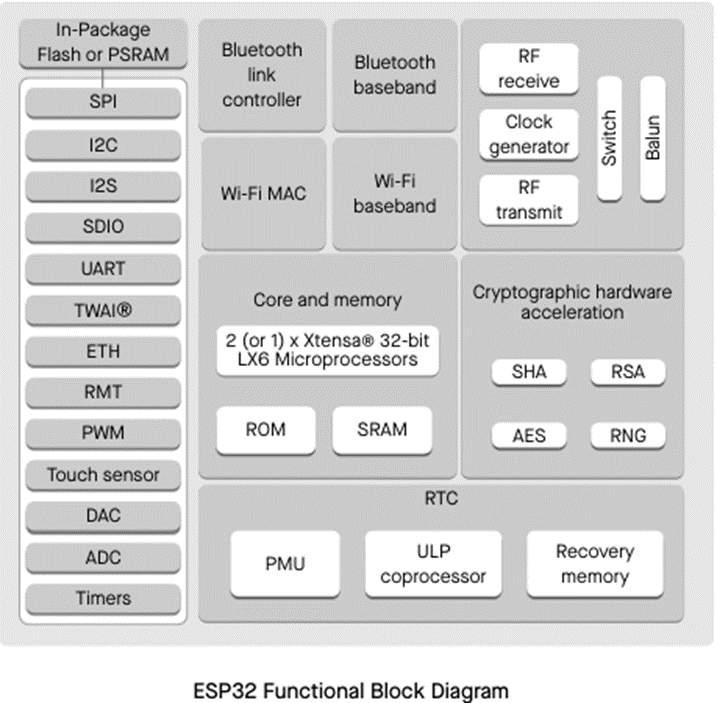 In-Package
Flash or PSRAM
SPI
I2C
I2S
SDIO
UART
TWAI®
ETH
RMT
PWM
Touch sensor
DAC
ADC
Timers
Bluetooth
link
controller
Bluetooth
baseband
Wi-Fi MAC
Wi-Fi
baseband
RF
receive
Clock
generator
RF
transmit
Switch
Balun
Core and memory
2 (or 1) x Xtensa® 32-bit
LX6 Microprocessors
ROM
SRAM
Cryptographic hardware
acceleration
SHA
RSA
AES
RNG
RTC
PMU
ULP
coprocessor
Recovery
memory
ESP32 Functional Block Diagram